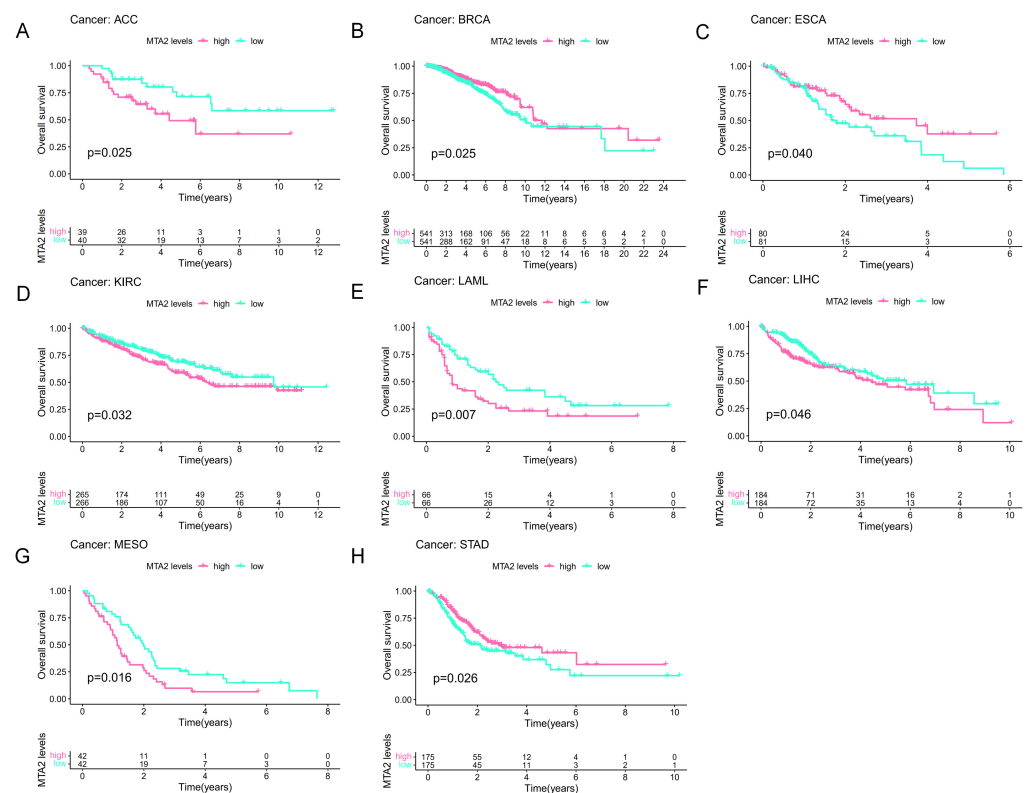 A
Cancer: ACC
MTA2 levels high low
Overall survival
1.00
0.75
0.50
0.25
0.00
p=0.025
0 2 4 6 8 10 12
Time(years)
MTA2 levels
high 39 26 11 3 1 1 0
low 40 32 19 13 7 3 2
0 2 4 6 8 10 12
Time(years)
B
Cancer: BRCA
MTA2 levels high low
Overall survival
1.00
0.75
0.50
0.25
0.00
p=0.025
0 2 4 6 8 10 12 14 16 18 20 22 24
Time(years)
MTA2 levels
high 541 313 168 106 56 22 11 8 6 6 4 2 0
low 541 288 162 91 47 18 8 6 5 3 2 1 0
0 2 4 6 8 10 12 14 16 18 20 22 24
Time(years)
C
Cancer: ESCA
MTA2 levels high low
Overall survival
1.00
0.75
0.50
0.25
0.00
p=0.040
0 2 4 6
Time(years)
MTA2 levels
high 80 24 5 0
low 81 15 3 0
0 2 4 6
Time(years)
D
Cancer: KIRC
MTA2 levels high low
Overall survival
1.00
0.75
0.50
0.25
0.00
p=0.032
0 2 4 6 8 10 12
Time(years)
MTA2 levels
high 265 174 111 49 25 9 0
low 266 186 107 50 16 4 1
0 2 4 6 8 10 12
Time(years)
E
Cancer: LAML
MTA2 levels high low
Overall survival
1.00
0.75
0.50
0.25
0.00
p=0.007
0 2 4 6 8
Time(years)
MTA2 levels
high 66 15 4 1 0
low 66 26 12 3 0
0 2 4 6 8
Time(years)
F
Cancer: LIHC
MTA2 levels high low
Overall survival
1.00
0.75
0.50
0.25
0.00
p=0.046
0 2 4 6 8 10
Time(years)
MTA2 levels
high 184 71 31 16 2 1
low 184 72 35 13 4 0
0 2 4 6 8 10
Time(years)
G
Cancer: MESO
MTA2 levels high low
Overall survival
1.00
0.75
0.50
0.25
0.00
p=0.016
0 2 4 6 8
Time(years)
MTA2 levels
high 42 11 1 0 0
low 42 19 7 3 0
0 2 4 6 8
Time(years)
H
Cancer: STAD
MTA2 levels high low
Overall survival
1.00
0.75
0.50
0.25
0.00
p=0.026
0 2 4 6 8 10
Time(years)
MTA2 levels
high 175 55 12 4 1 0
low 175 45 11 3 2 1
0 2 4 6 8 10
Time(years)